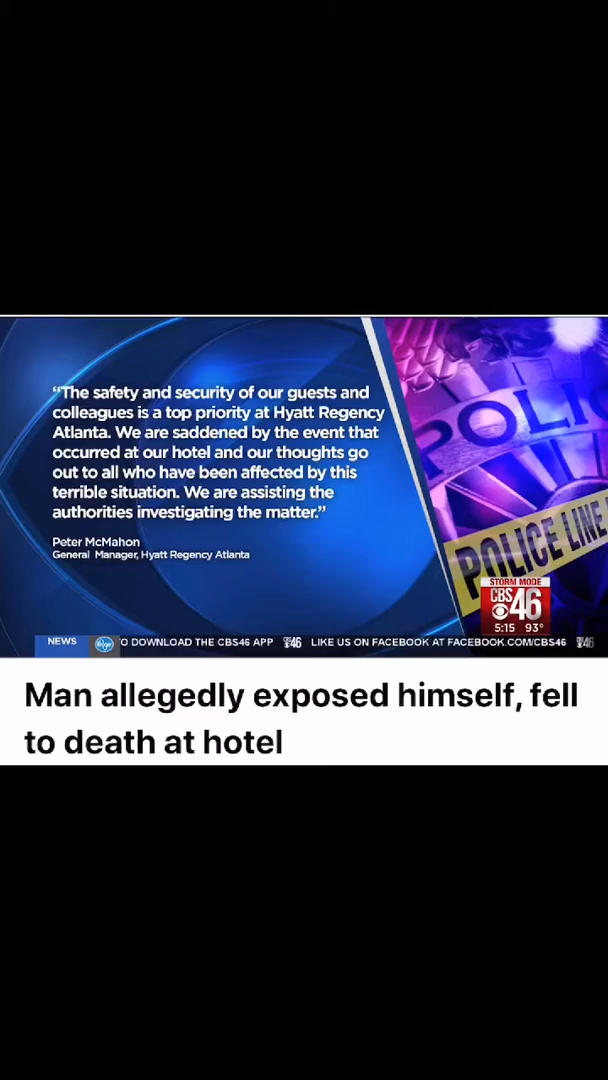 “The safety and security of our guests and
colleagues is a top priority at Hyatt Regency
Atlanta. We are saddened by the event that
occurred at our hotel and our thoughts go
out to all who have been affected by this
terrible situation. We are assisting the
authorities investigating the matter.”
Peter McMahon
General Manager, Hyatt Regency Atlanta
POLIC
POLICE LINE
STORM MODE
CBS
46
5:15 93°
NEWS
O DOWNLOAD THE CBS46 APP CBS46 LIKE US ON FACEBOOK AT FACEBOOK.COM/CBS46
Man allegedly exposed himself, fell
to death at hotel